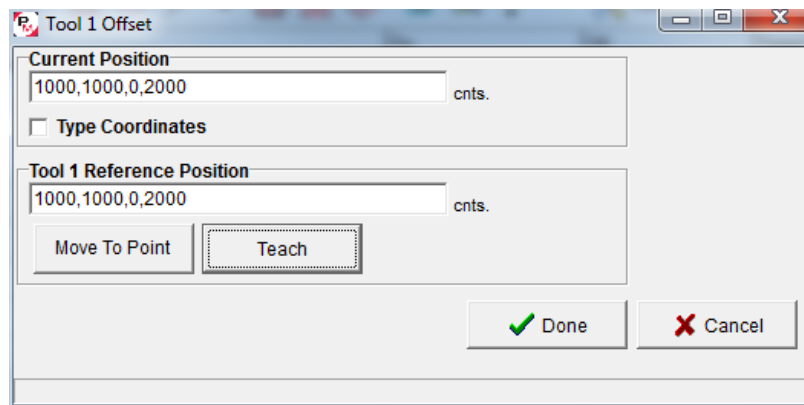 Tool 1 Offset
Current Position
1000,1000,0,2000 cnts.
Type Coordinates
Tool 1 Reference Position
1000,1000,0,2000 cnts.
Move To Point Teach
Done Cancel